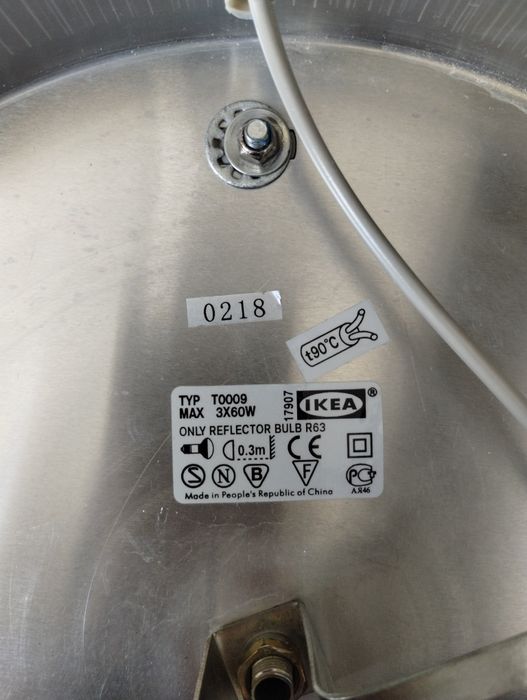 0218
t90°C
TYP T0009
MAX 3X60W
17907
IKEA®
ONLY REFLECTOR BULB R63
0.3m CE
S N B F PCT
АЯ46
Made in People's Republic of China